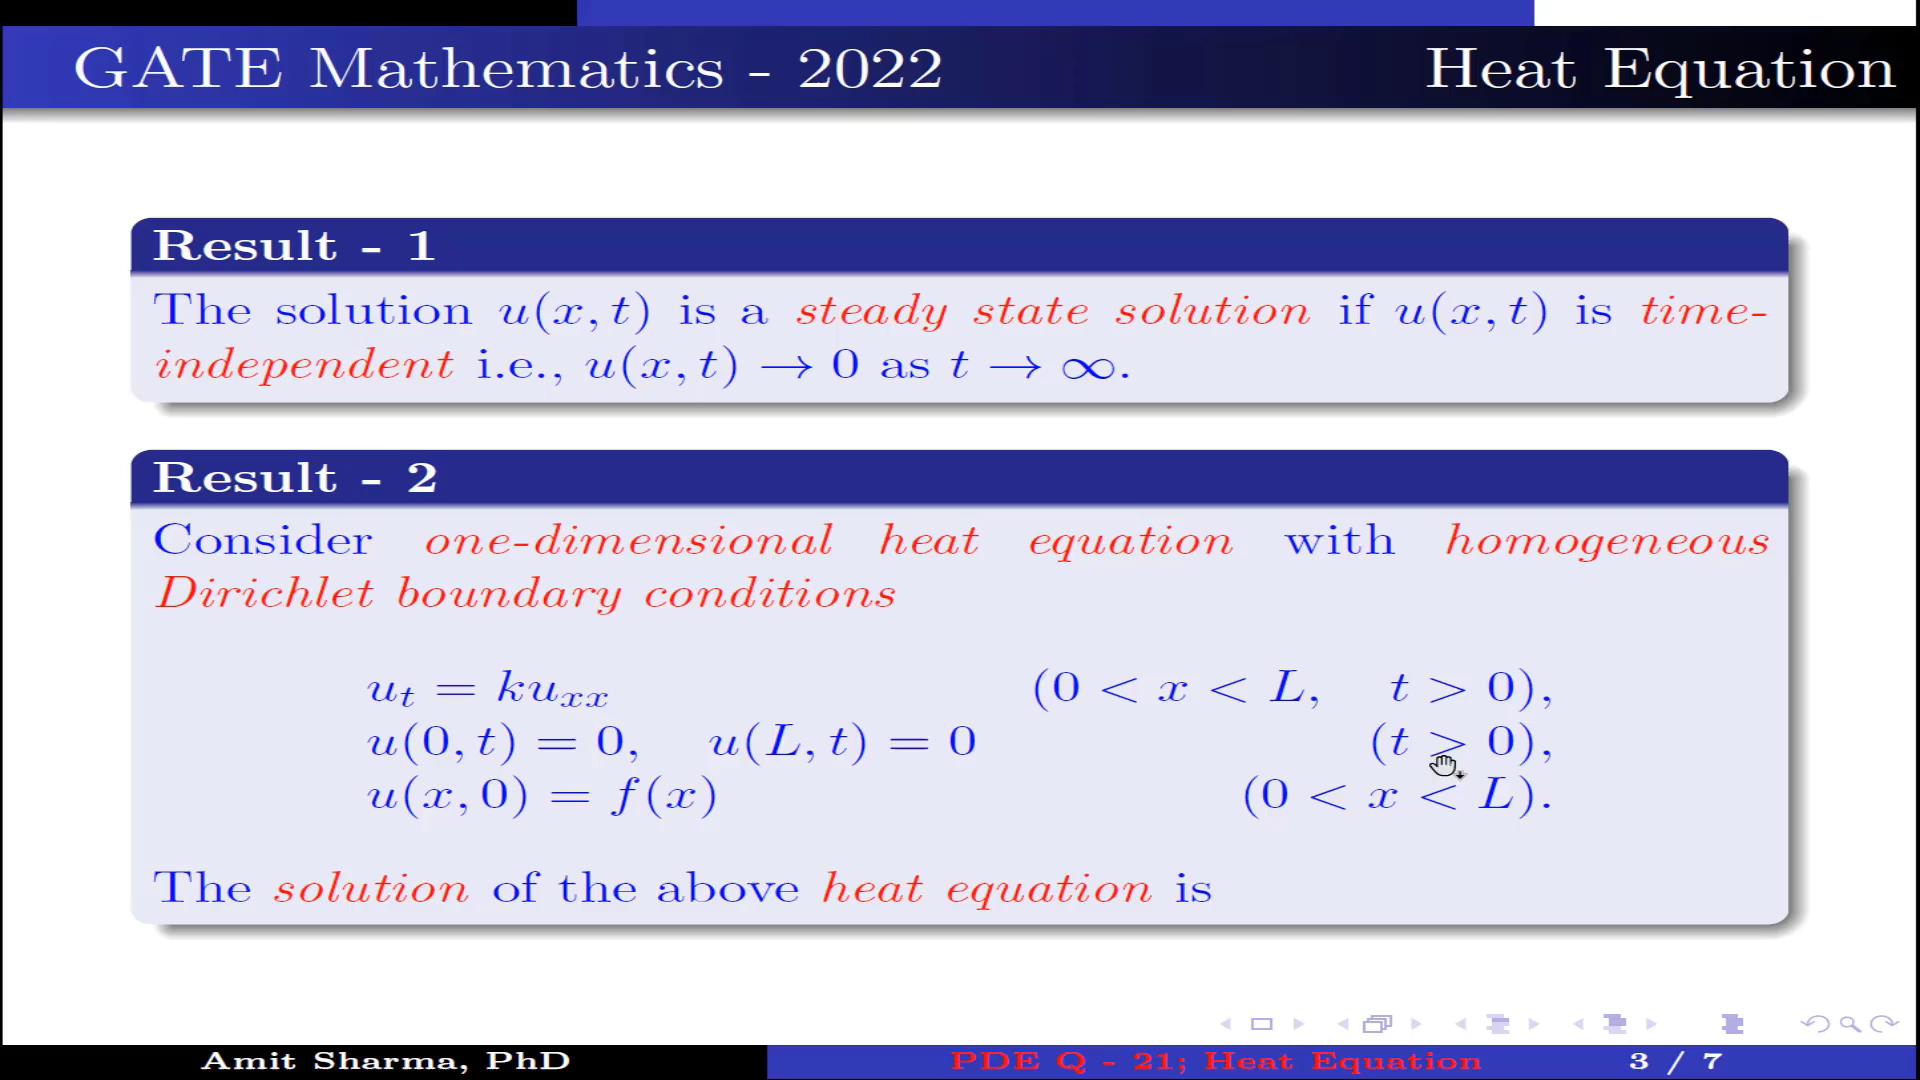 GATE Mathematics - 2022 Heat Equation
Result - 1
The solution u(x, t) is a steady state solution if u(x, t) is time-
independent i.e., u(x, t) → 0 as t → ∞.
Result - 2
Consider one-dimensional heat equation with homogeneous
Dirichlet boundary conditions
uₜ = kuₓₓ (0 < x < L, t > 0),
u(0, t) = 0, u(L, t) = 0 (t > 0),
u(x, 0) = f(x) (0 < x < L).
The solution of the above heat equation is
Amit Sharma, PhD PDE Q - 21; Heat Equation 3 / 7